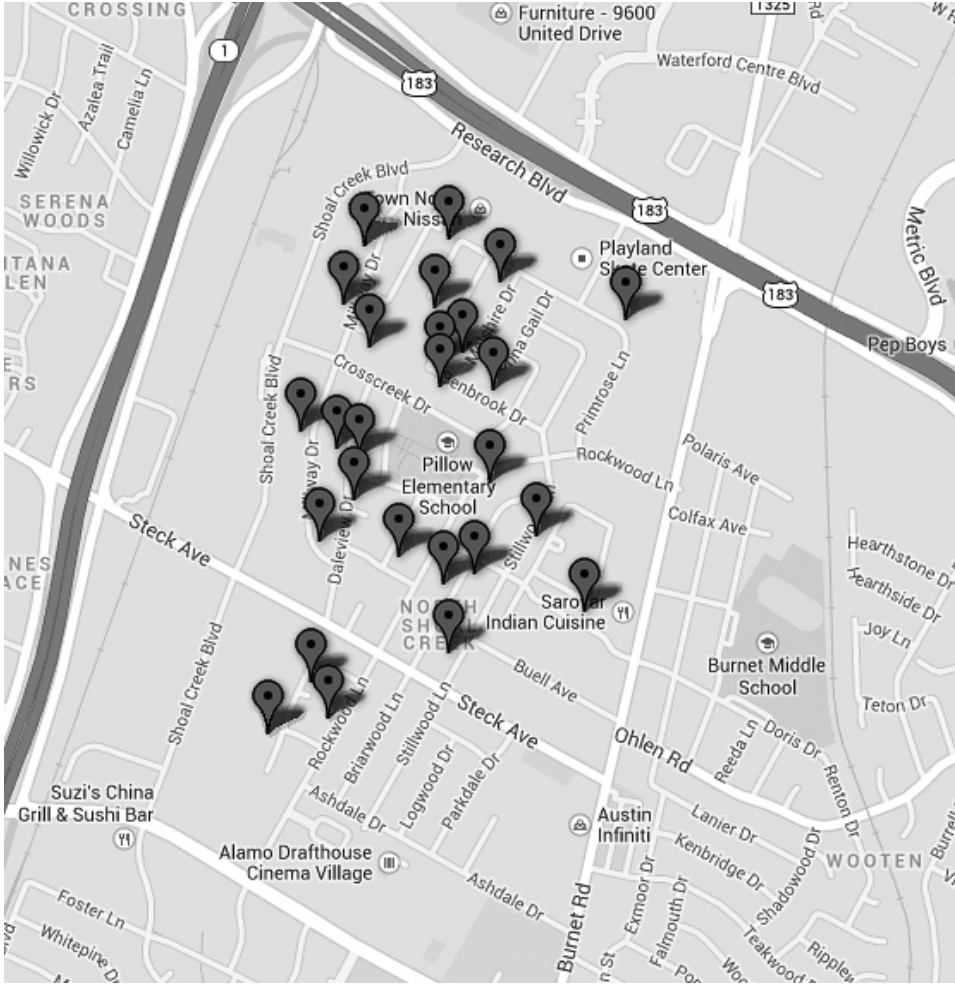 CROSSING
Furniture - 9600
United Drive
1325
1
183
Waterford Centre Blvd
Willowick Dr
Azalea Trail
Camelia Ln
Research Blvd
Shoal Creek Blvd
SERENA
WOODS
183
Metric Blvd
Playland
Center
183
Pep Boys
Crosscreek Dr
Primrose Ln
Shoal Creek Blvd
Pillow
Elementary
School
Rockwood Ln
Polaris Ave
Colfax Ave
Steck Ave
Daleview Dr
Hearthstone Dr
Hearthside Dr
Joy Ln
Indian Cuisine
Burnet Middle
School
Buell Ave
Teton Dr
Shoal Creek Blvd
Rockwood Ln
Briarwood Ln
Stillwood Ln
Steck Ave
Ohlen Rd
Reeda Ln
Doris Dr
Renton Dr
Logwood Dr
Parkdale Dr
Ashdale Dr
Suzi's China
Grill & Sushi Bar
Austin
Infiniti
Lanier Dr
Kenbridge Dr
Shadowood Dr
WOOTEN
Alamo Drafthouse
Cinema Village
Ashdale Dr
Burnet Rd
Exmoor Dr
Falmouth Dr
Foster Ln